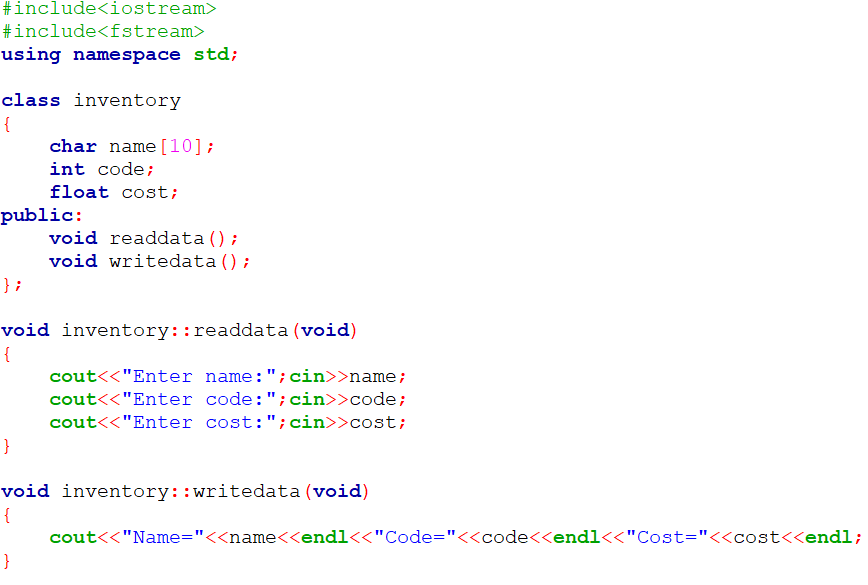 #include<iostream>
#include<fstream>
using namespace std;

class inventory
{
    char name[10];
    int code;
    float cost;
public:
    void readdata();
    void writedata();
};

void inventory::readdata(void)
{
    cout<<"Enter name:";cin>>name;
    cout<<"Enter code:";cin>>code;
    cout<<"Enter cost:";cin>>cost;
}

void inventory::writedata(void)
{
    cout<<"Name="<<name<<endl<<"Code="<<code<<endl<<"Cost="<<cost<<endl;
}